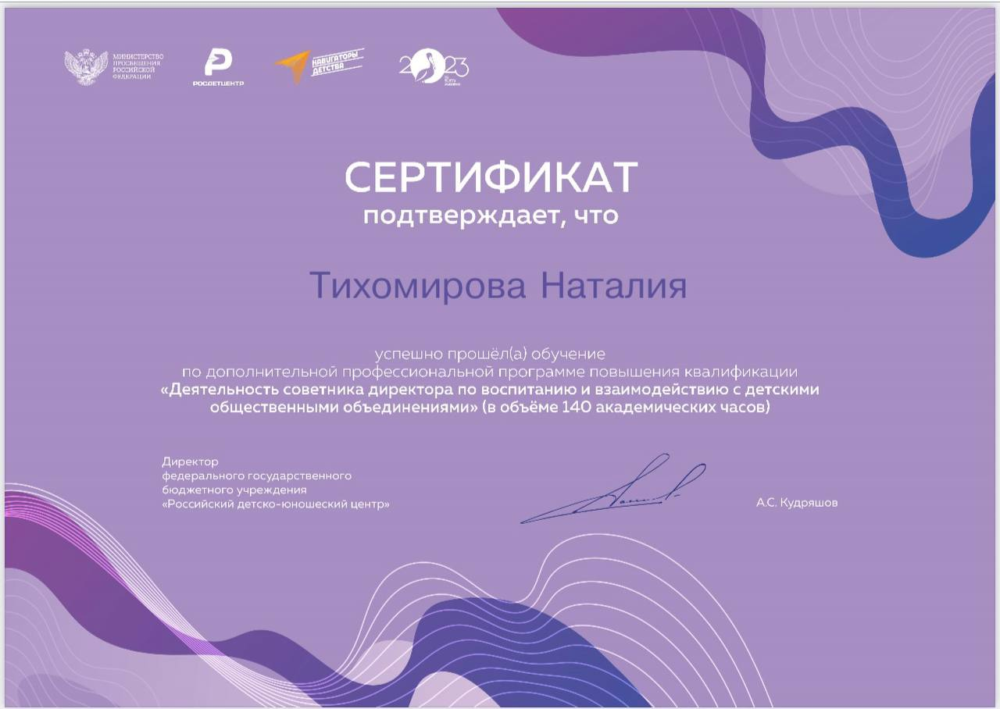 МИНИСТЕРСТВО
ПРОСВЕЩЕНИЯ
РОССИЙСКОЙ
ФЕДЕРАЦИИ
РОСДЕТЦЕНТР
НАВИГАТОРЫ
ДЕТСТВА
2023
СЕРТИФИКАТ
подтверждает, что
Тихомирова Наталия
успешно прошёл(а) обучение
по дополнительной профессиональной программе повышения квалификации
«Деятельность советника директора по воспитанию и взаимодействию с детскими
общественными объединениями» (в объёме 140 академических часов)
Директор
федерального государственного
бюджетного учреждения
«Российский детско-юношеский центр»
А.С. Кудряшов